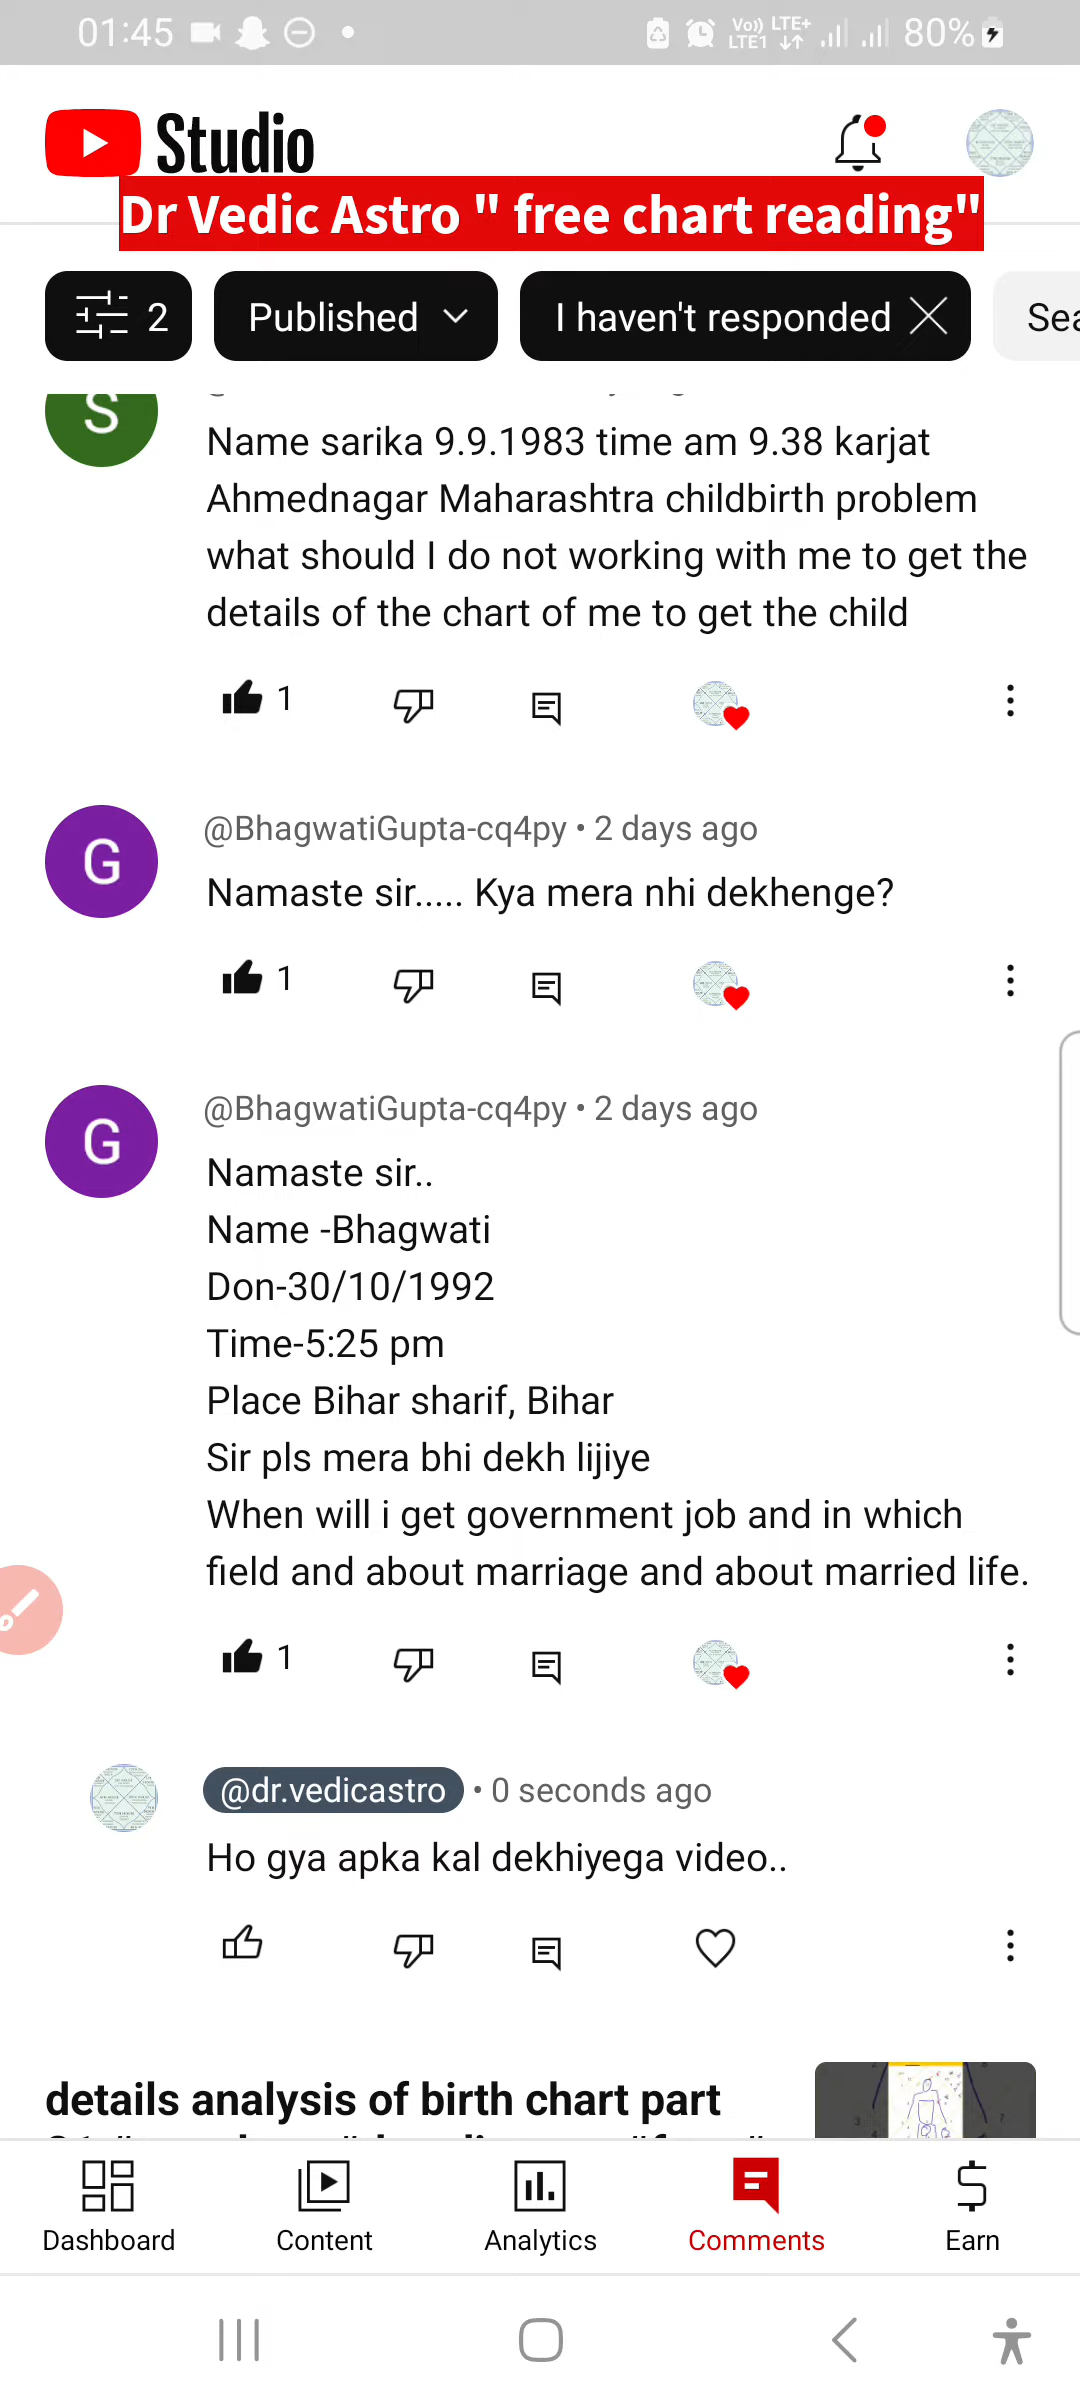 01:45
Vo)) LTE+
LTE1
80%
Studio
Dr Vedic Astro " free chart reading"
2
Published
I haven't responded
S
Name sarika 9.9.1983 time am 9.38 karjat
Ahmednagar Maharashtra childbirth problem
what should I do not working with me to get the
details of the chart of me to get the child
1
G
@BhagwatiGupta-cq4py • 2 days ago
Namaste sir..... Kya mera nhi dekhenge?
1
G
@BhagwatiGupta-cq4py • 2 days ago
Namaste sir..
Name -Bhagwati
Don-30/10/1992
Time-5:25 pm
Place Bihar sharif, Bihar
Sir pls mera bhi dekh lijiye
When will i get government job and in which
field and about marriage and about married life.
1
@dr.vedicastro • 0 seconds ago
Ho gya apka kal dekhiyega video..
details analysis of birth chart part
Dashboard
Content
Analytics
Comments
Earn